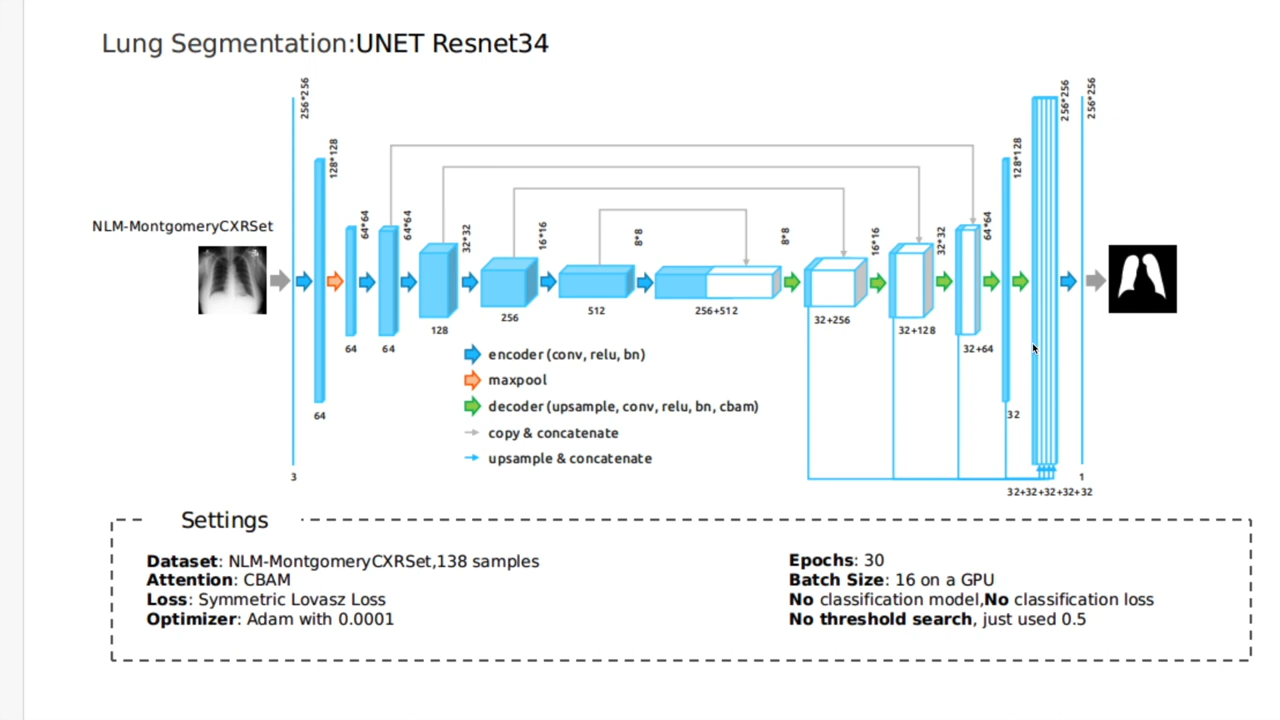 Lung Segmentation:UNET Resnet34
256*256
128*128
64*64
64*64
32*32
16*16
8*8
8*8
16*16
32*32
64*64
128*128
256*256
256*256
NLM-MontgomeryCXRSet
3
64
64
64
128
256
512
256+512
32+256
32+128
32+64
32
32+32+32+32+32
1
encoder (conv, relu, bn)
maxpool
decoder (upsample, conv, relu, bn, cbam)
copy & concatenate
upsample & concatenate
Settings
Dataset: NLM-MontgomeryCXRSet,138 samples
Attention: CBAM
Loss: Symmetric Lovasz Loss
Optimizer: Adam with 0.0001
Epochs: 30
Batch Size: 16 on a GPU
No classification model,No classification loss
No threshold search, just used 0.5